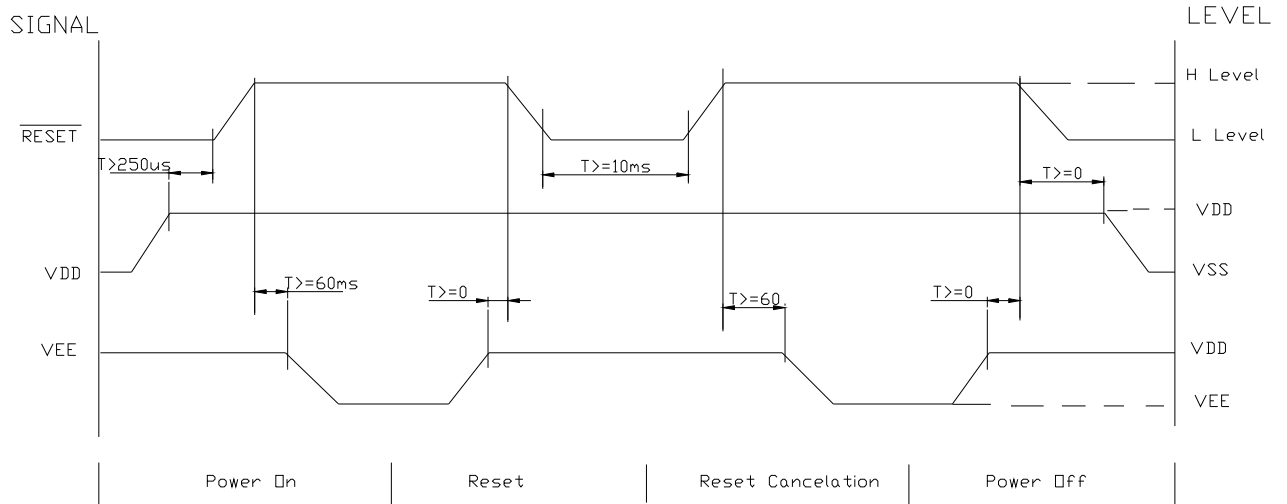 SIGNAL
LEVEL
H Level
RESET
L Level
T>250us
T>=10ms
T>=0
VDD
VDD
VSS
T>=60ms
T>=0
T>=60.
T>=0
VEE
VDD
VEE
Power On
Reset
Reset Cancelation
Power Off